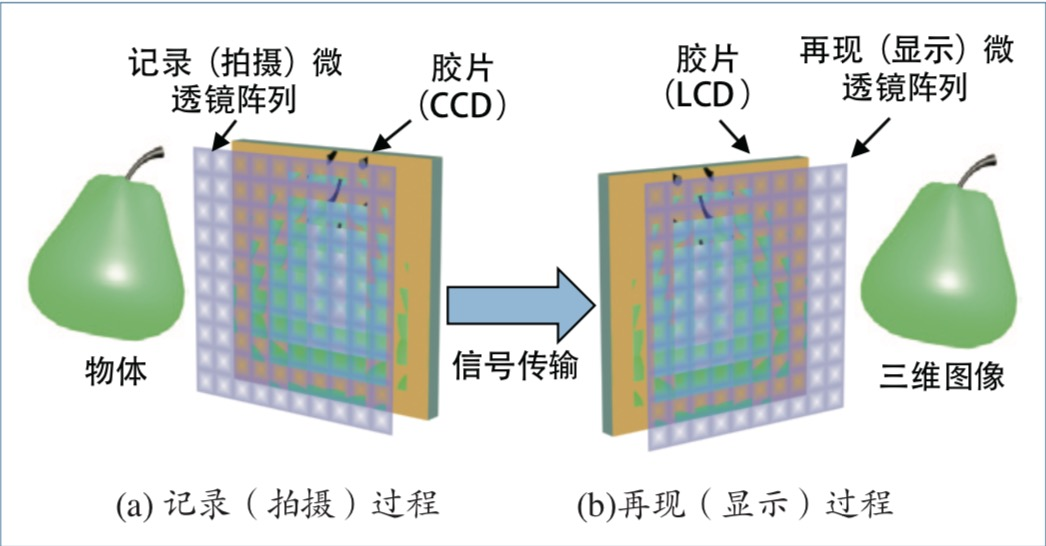 记录（拍摄）微
透镜阵列
胶片
（CCD）
胶片
（LCD）
再现（显示）微
透镜阵列
物体
信号传输
三维图像
(a) 记录（拍摄）过程
(b)再现（显示）过程